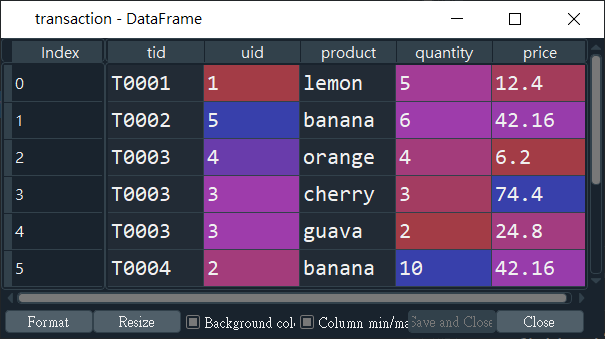 transaction - DataFrame
Index tid uid product quantity price
0 T0001 1 lemon 5 12.4
1 T0002 5 banana 6 42.16
2 T0003 4 orange 4 6.2
3 T0003 3 cherry 3 74.4
4 T0003 3 guava 2 24.8
5 T0004 2 banana 10 42.16
Format Resize Background col Column min/ma Save and Close Close